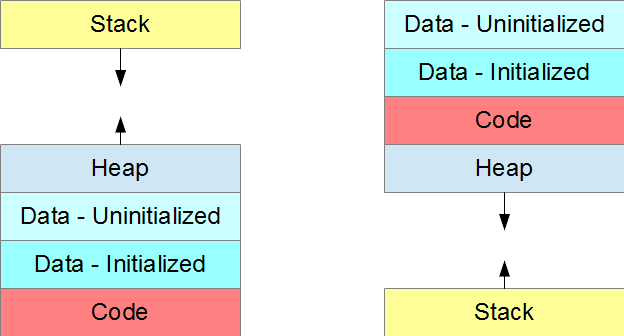 Stack
Heap
Data - Uninitialized
Data - Initialized
Code
Data - Uninitialized
Data - Initialized
Code
Heap
Stack